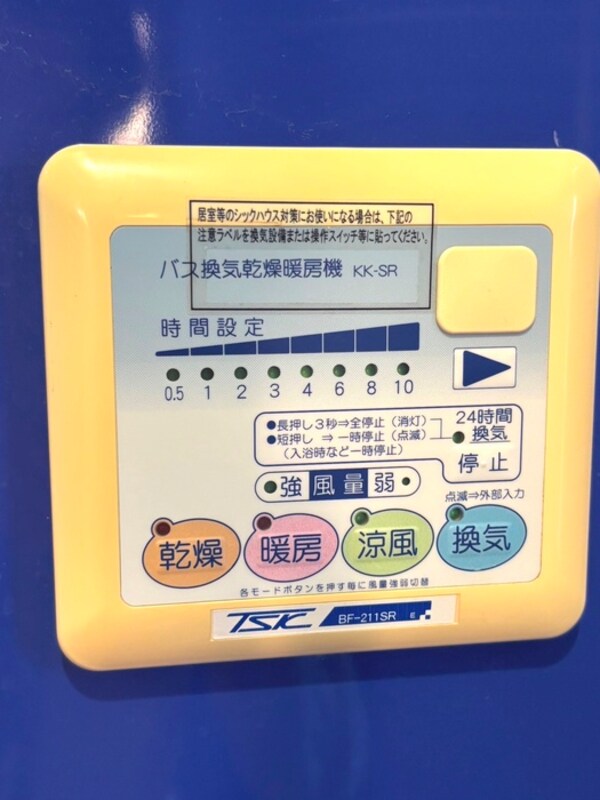 居室等のシックハウス対策にお使いになる場合は、下記の
注意ラベルを換気設備または操作スイッチ等に貼ってください。
バス換気乾燥暖房機 KK-SR
時間設定
0.5 1 2 3 4 6 8 10
●長押し3秒⇒全停止（消灯）
●短押し ⇒ 一時停止（点滅）
（入浴時など一時停止）
24時間
換気
停止
強 風量 弱
点滅⇒外部入力
乾燥 暖房 涼風 換気
各モードボタンを押す毎に風量強弱切替
TSK BF-211SR E